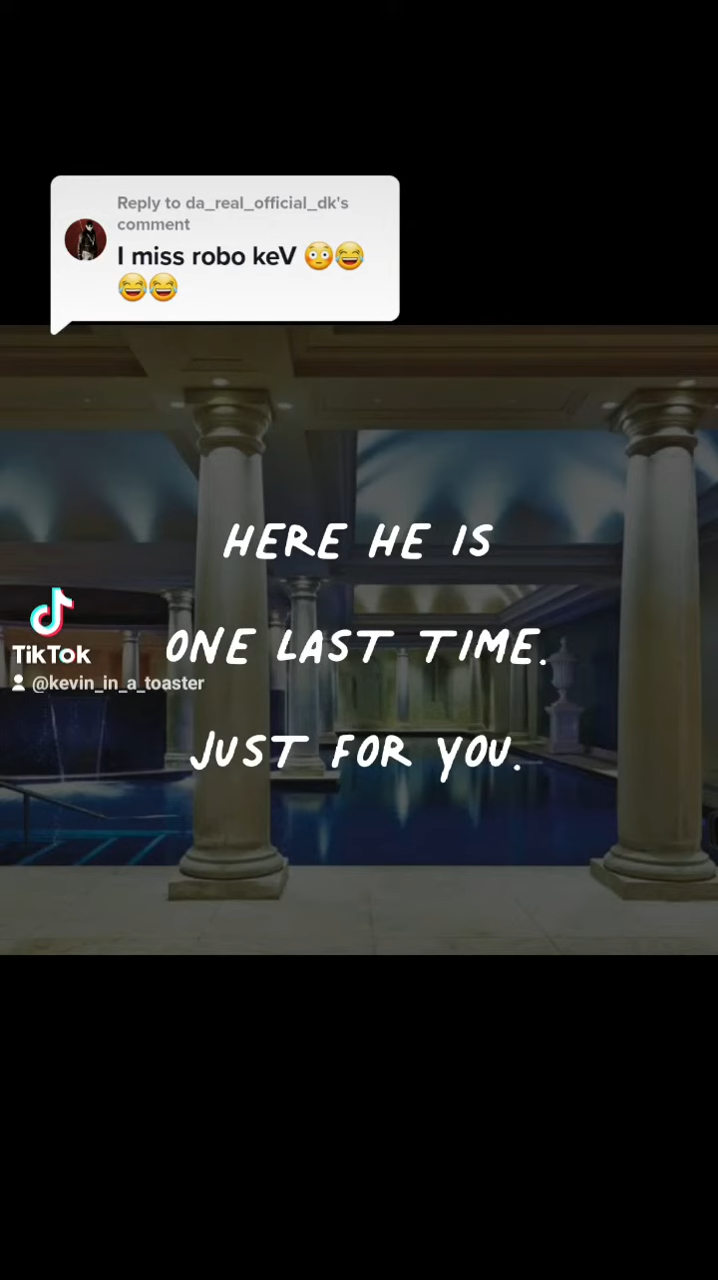 Reply to da_real_official_dk's
comment
I miss robo keV 😳😂
😂😂
HERE HE IS
ONE LAST TIME.
JUST FOR YOU.
TikTok
@kevin_in_a_toaster